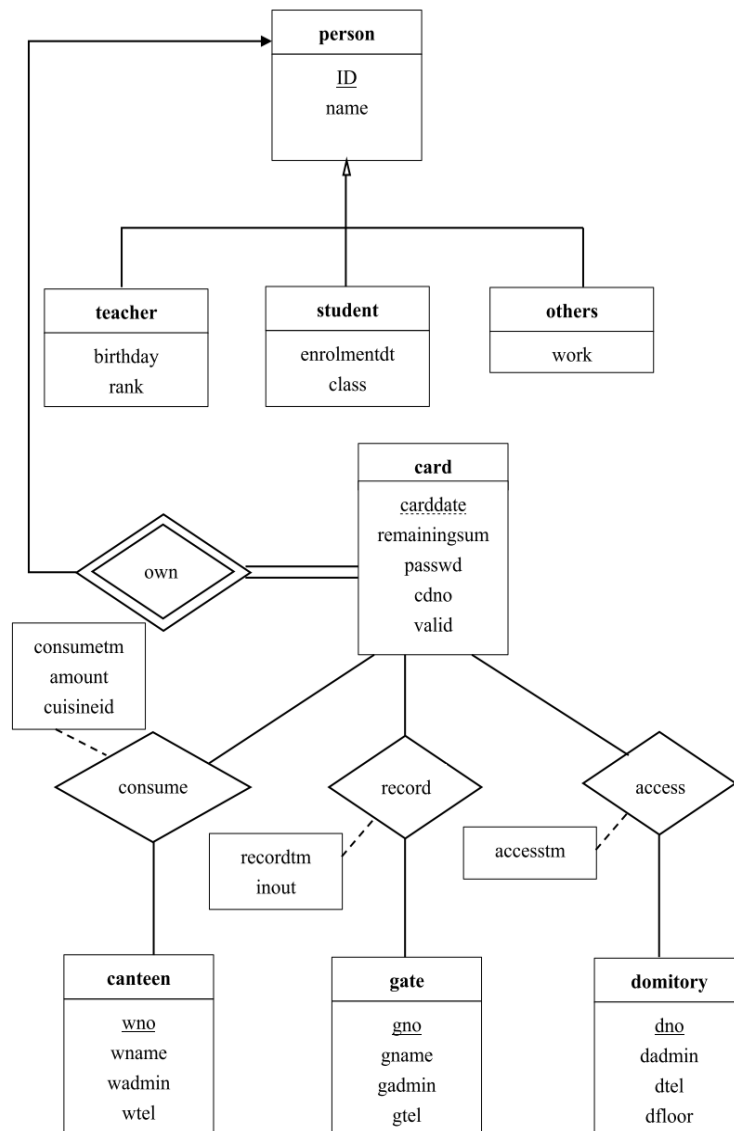 person
ID
name
teacher
birthday
rank
student
enrolmentdt
class
others
work
card
carddate
remainingsum
passwd
cdno
valid
own
consumetm
amount
cuisineid
consume
record
access
recordtm
inout
accesstm
canteen
wno
wname
wadmin
wtel
gate
gno
gname
gadmin
gtel
domitory
dno
dadmin
dtel
dfloor